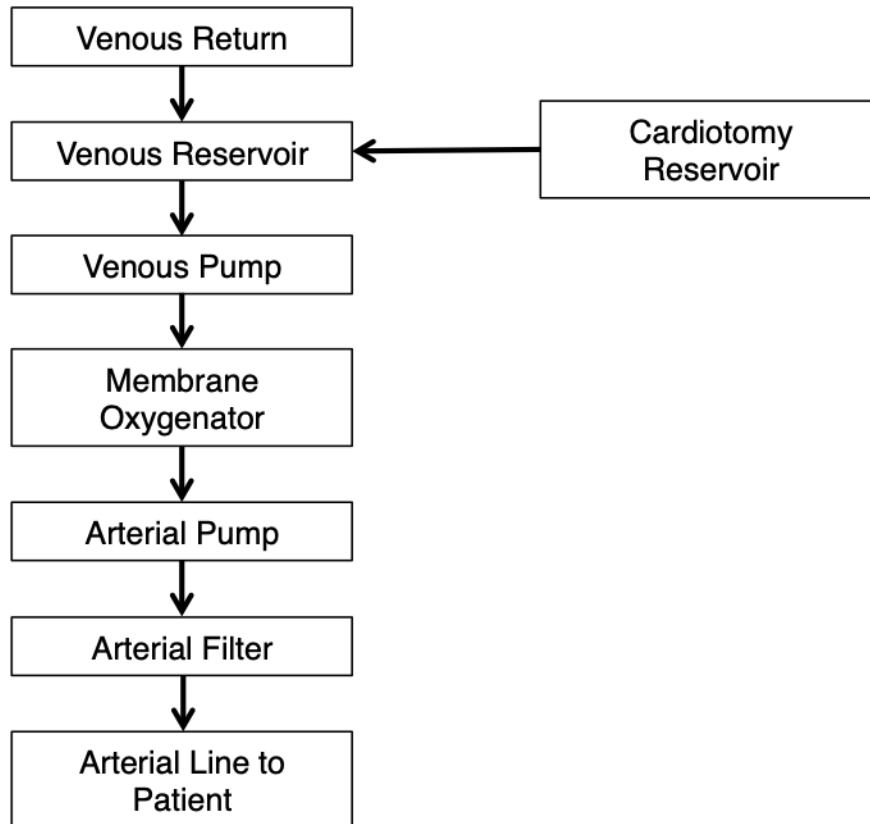 Venous Return
Venous Reservoir
Cardiotomy
Reservoir
Venous Pump
Membrane
Oxygenator
Arterial Pump
Arterial Filter
Arterial Line to
Patient